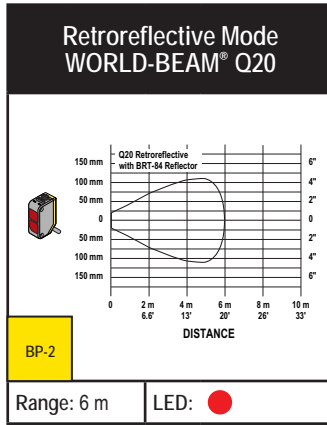 Retroreflective Mode
WORLD-BEAM® Q20
Q20 Retroreflective
with BRT-84 Reflector
150 mm 6"
100 mm 4"
50 mm 2"
0 0
50 mm 2"
100 mm 4"
150 mm 6"
0 2 m 4 m 6 m 8 m 10 m
6.6' 13' 20' 26' 33'
DISTANCE
BP-2
Range: 6 m LED: